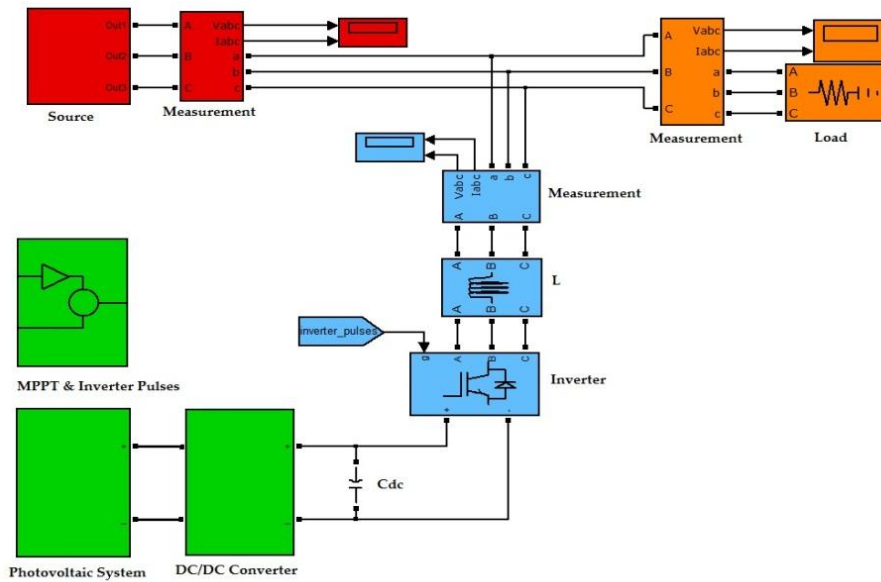 Out1
Out2
Out3
Source
A
B
C
Vabc
Iabc
a
b
c
Measurement
A
B
C
Vabc
Iabc
a
b
c
Measurement
A
B
C
Load
Vabc
Iabc
a
b
c
A
B
C
Measurement
A
B
C
A
B
C
L
inverter_pulses
g
A
B
C
+
-
Inverter
MPPT & Inverter Pulses
+
-
Photovoltaic System
+
-
DC/DC Converter
Cdc